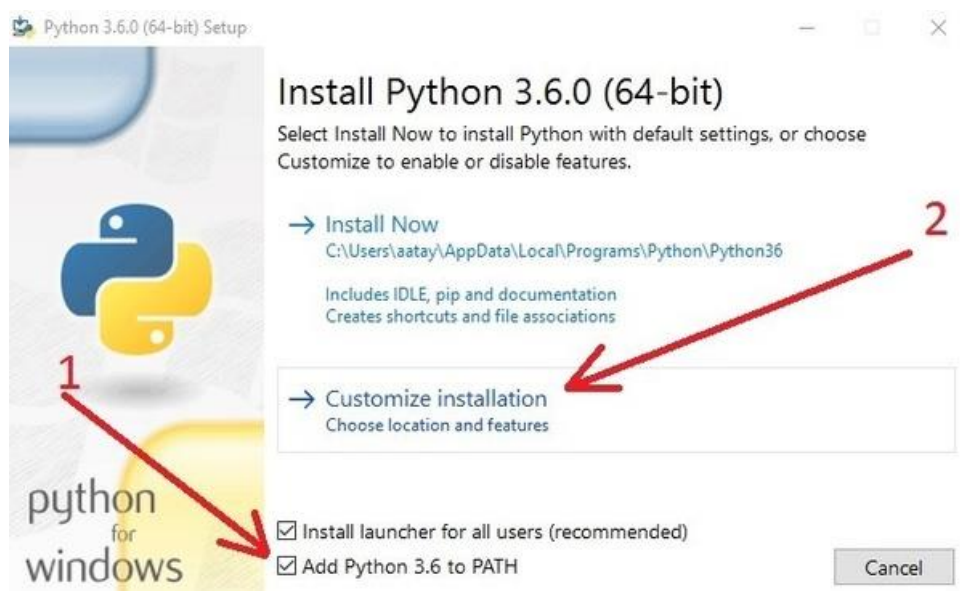 Python 3.6.0 (64-bit) Setup
Install Python 3.6.0 (64-bit)
Select Install Now to install Python with default settings, or choose
Customize to enable or disable features.
Install Now
C:\Users\aatay\AppData\Local\Programs\Python\Python36
Includes IDLE, pip and documentation
Creates shortcuts and file associations
2
Customize installation
Choose location and features
1
python
for
windows
Install launcher for all users (recommended)
Add Python 3.6 to PATH
Cancel